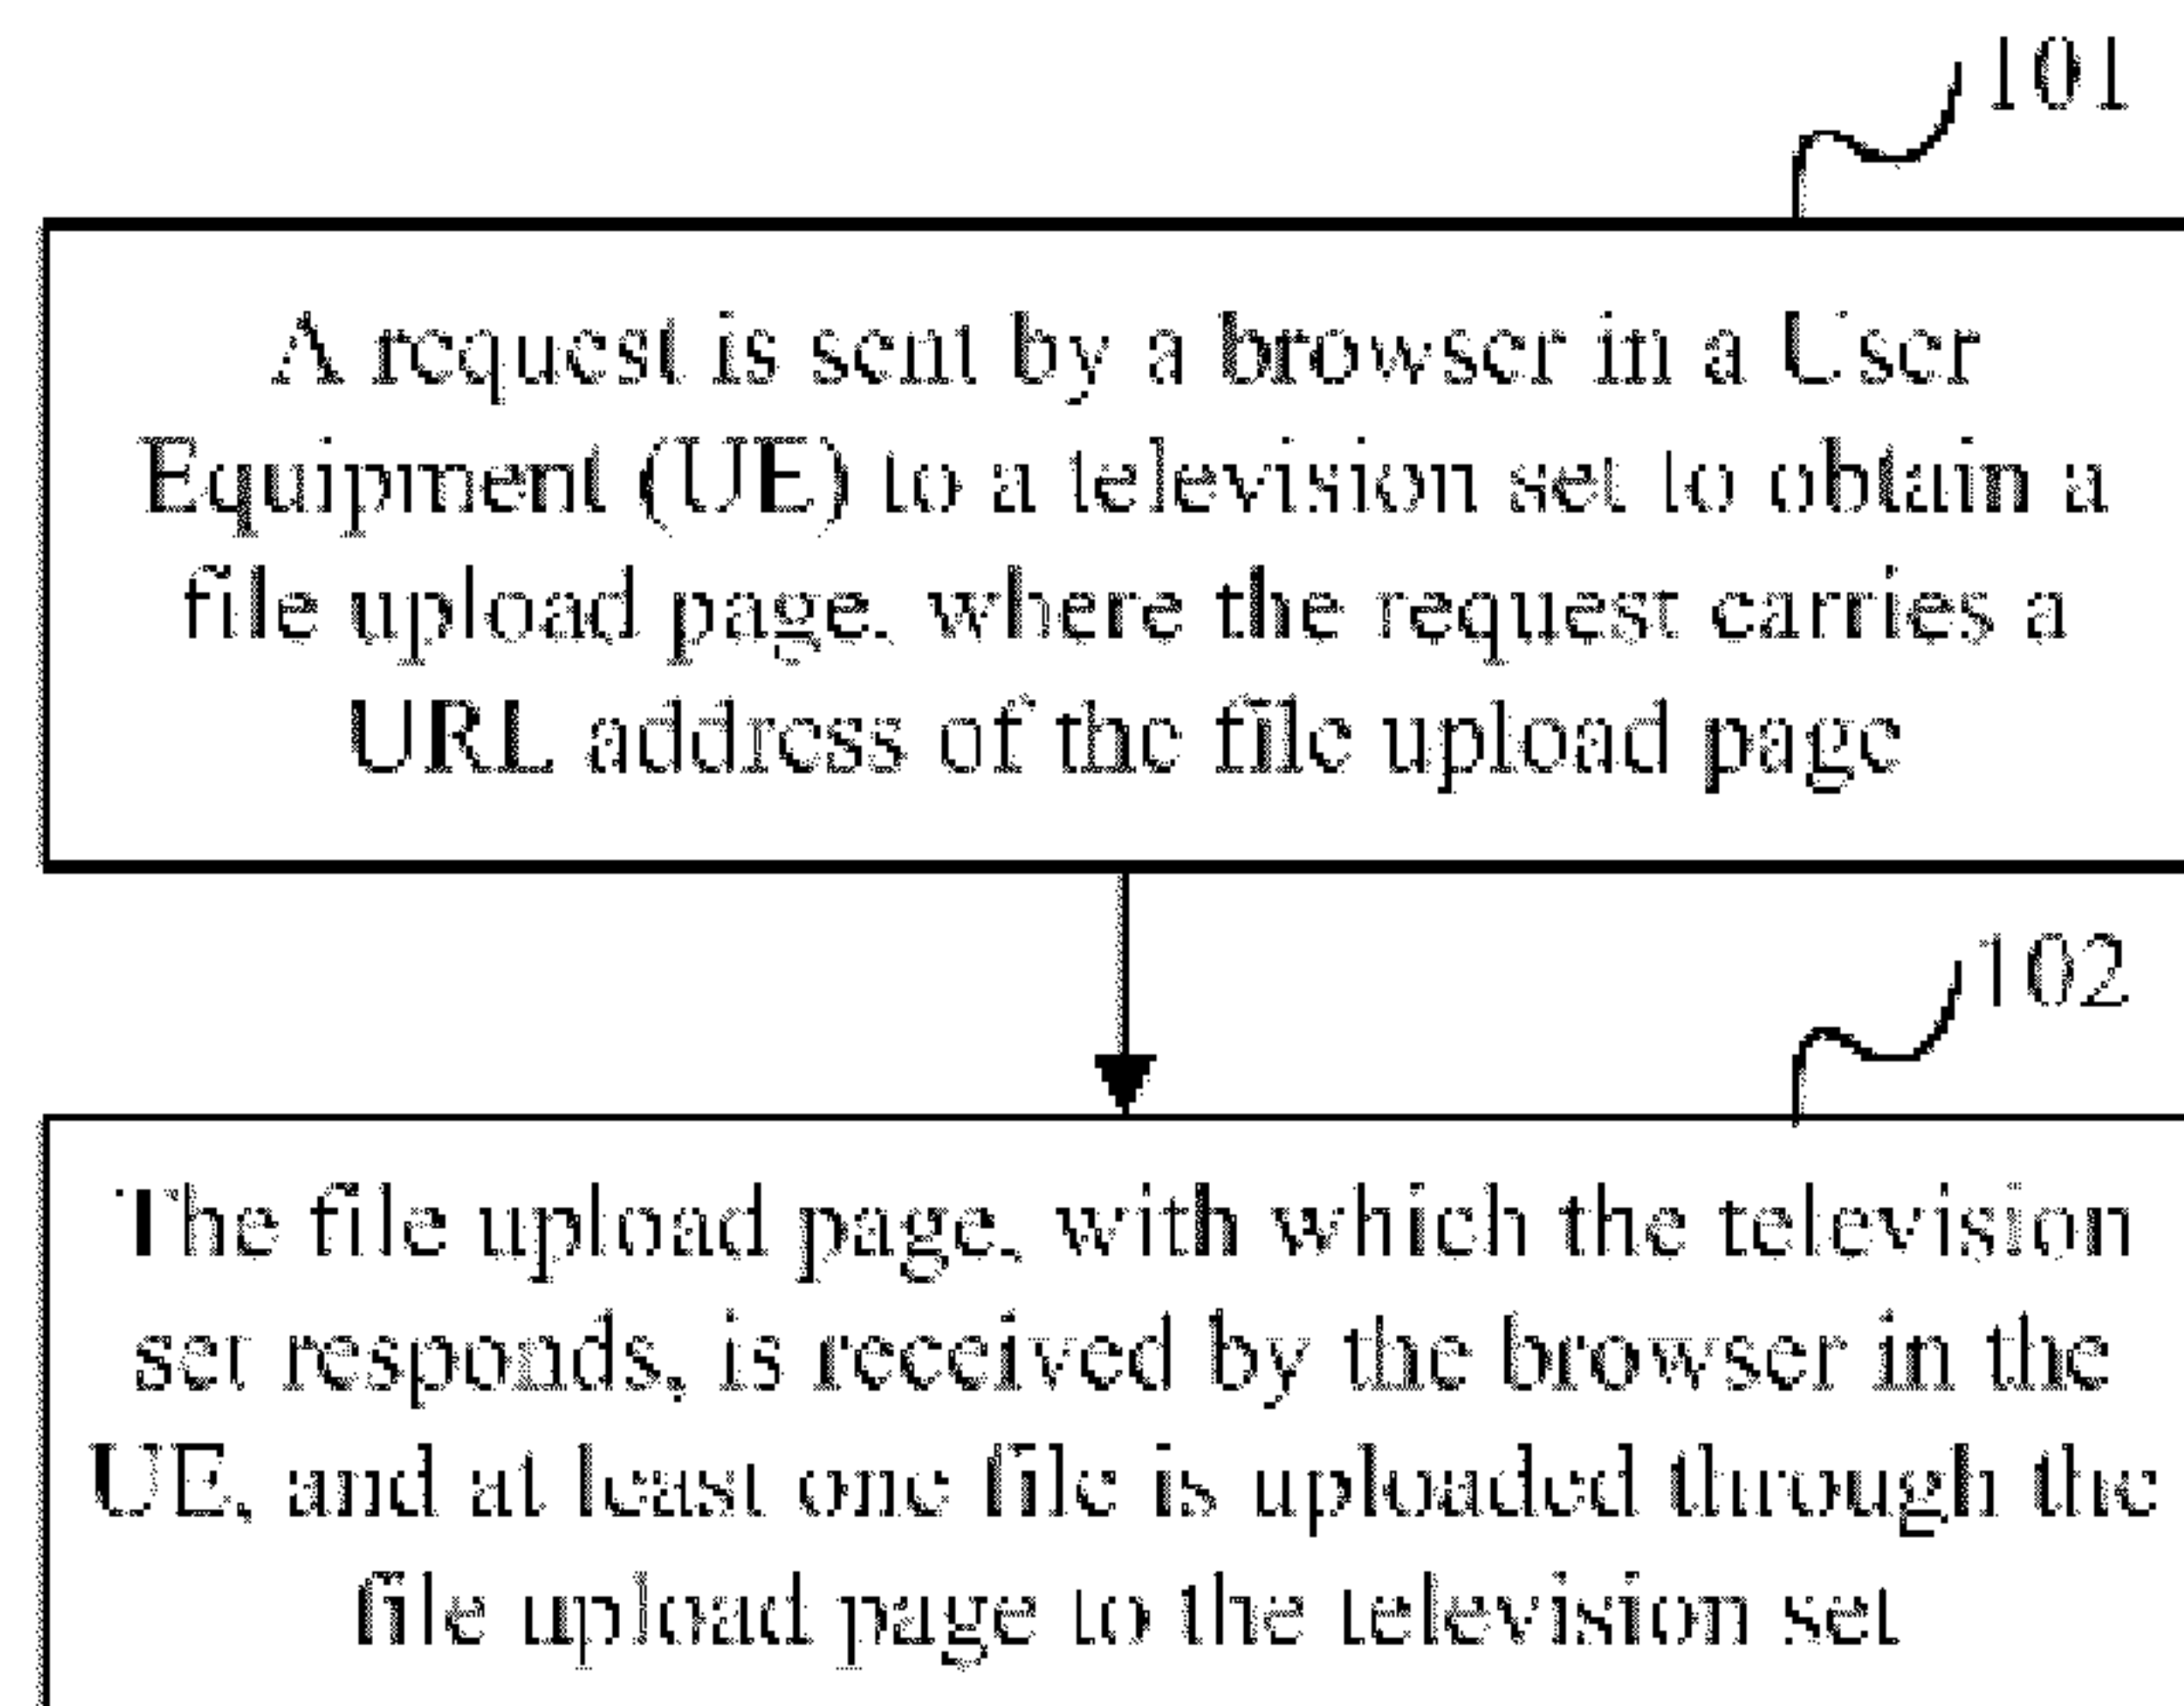 101
A request is sent by a browser in a User
Equipment (UE) to a television set to obtain a
file upload page, where the request carries a
URL address of the file upload page
102
The file upload page, with which the television
set responds, is received by the browser in the
UE, and at least one file is uploaded through the
file upload page to the television set